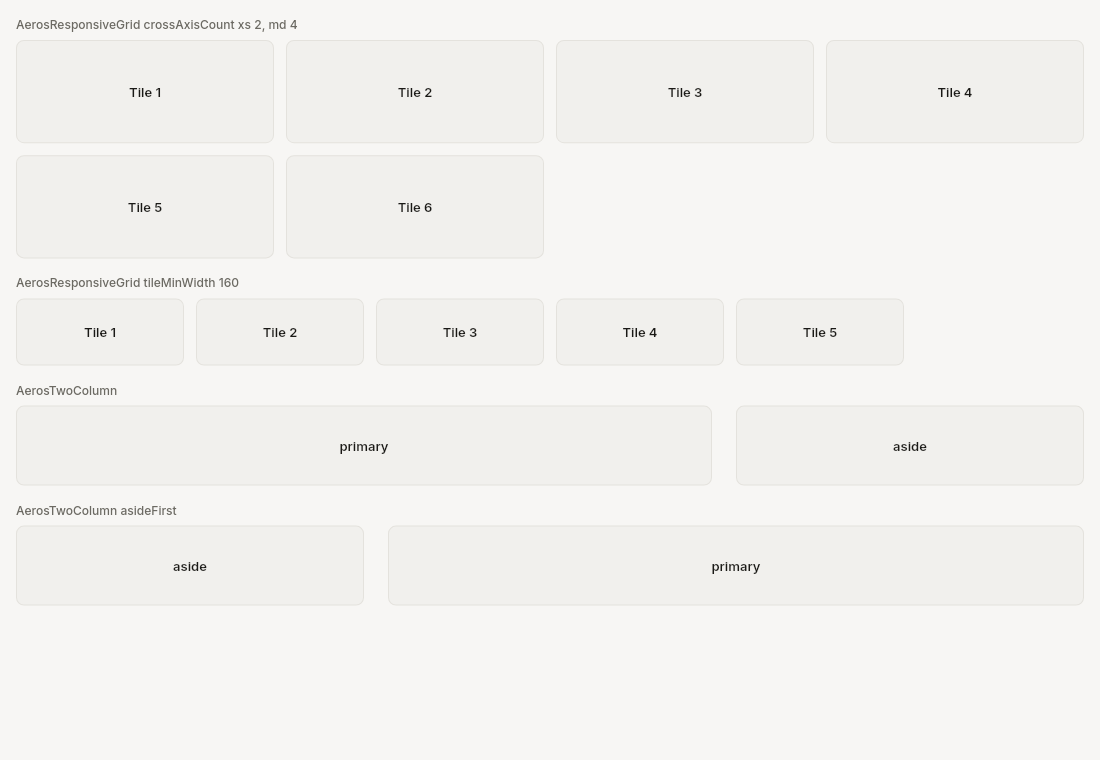 AerosResponsiveGrid crossAxisCount xs 2, md 4
Tile 1
Tile 2
Tile 3
Tile 4
Tile 5
Tile 6
AerosResponsiveGrid tileMinWidth 160
Tile 1
Tile 2
Tile 3
Tile 4
Tile 5
AerosTwoColumn
primary
aside
AerosTwoColumn asideFirst
aside
primary